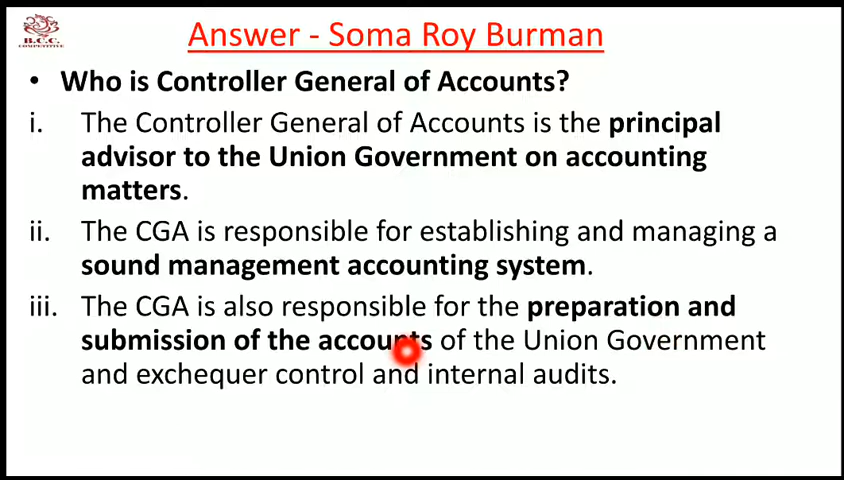 B.C.C.
COMPETITIVE
Answer - Soma Roy Burman
• Who is Controller General of Accounts?
i. The Controller General of Accounts is the principal
advisor to the Union Government on accounting
matters.
ii. The CGA is responsible for establishing and managing a
sound management accounting system.
iii. The CGA is also responsible for the preparation and
submission of the accounts of the Union Government
and exchequer control and internal audits.